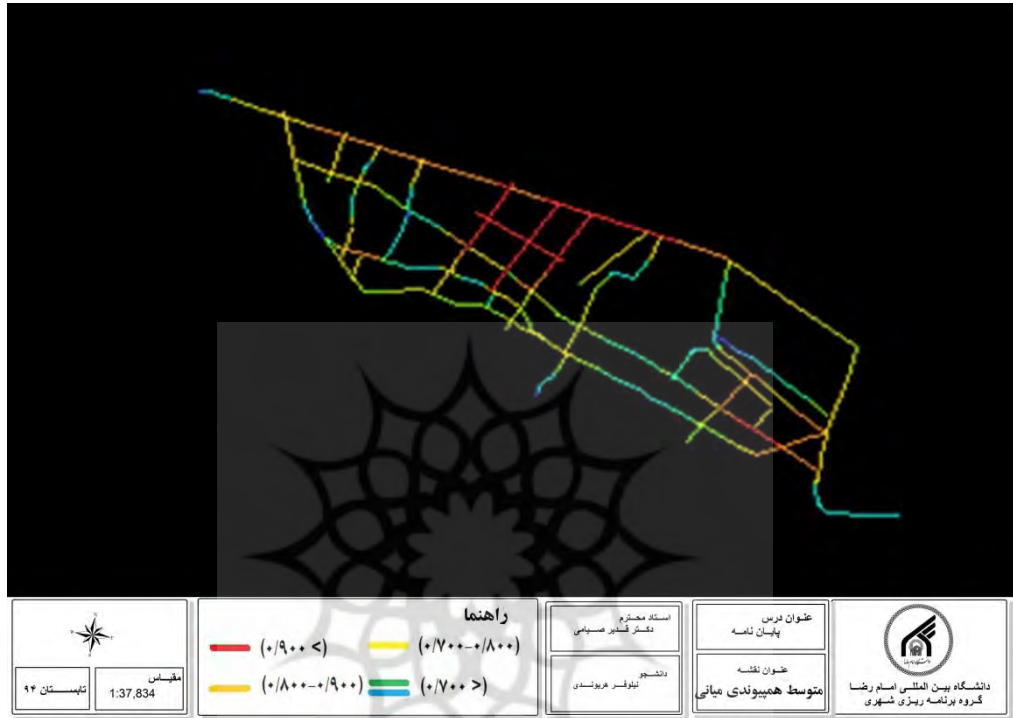 راهنما
(۰/۹۰۰ <)
(۰/۷۰۰-۰/۸۰۰)
(۰/۸۰۰-۰/۹۰۰)
(۰/۷۰۰ >)
استاد محترم
دکتر قدیر صیامی
دانشجو
نیلوفر هریوندی
عنوان درس
پایان نامه
عنوان نقشه
متوسط همپیوندی میانی
دانشگاه بین المللی امام رضا
گروه برنامه ریزی شهری
مقیاس
1:37,834
تابستان ۹۴